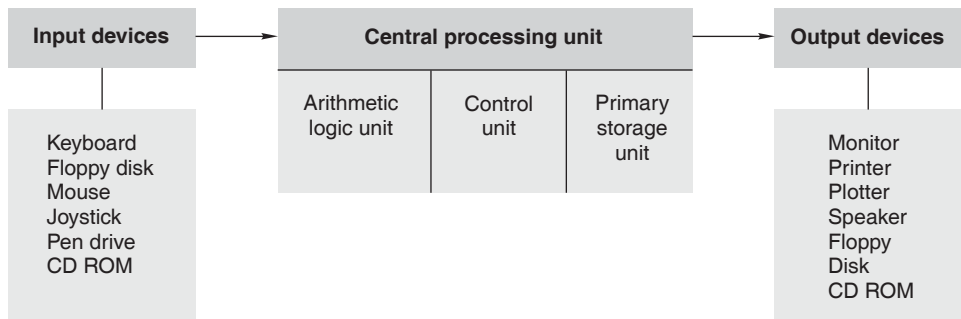 Input devices
Keyboard
Floppy disk
Mouse
Joystick
Pen drive
CD ROM
Central processing unit
Arithmetic
logic unit
Control
unit
Primary
storage
unit
Output devices
Monitor
Printer
Plotter
Speaker
Floppy
Disk
CD ROM